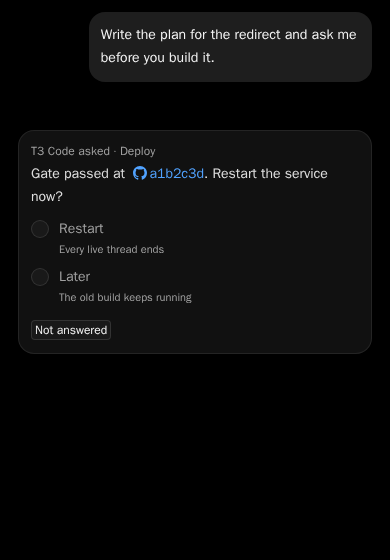 Write the plan for the redirect and ask me
before you build it.
T3 Code asked · Deploy
Gate passed at a1b2c3d. Restart the service
now?
Restart
Every live thread ends
Later
The old build keeps running
Not answered